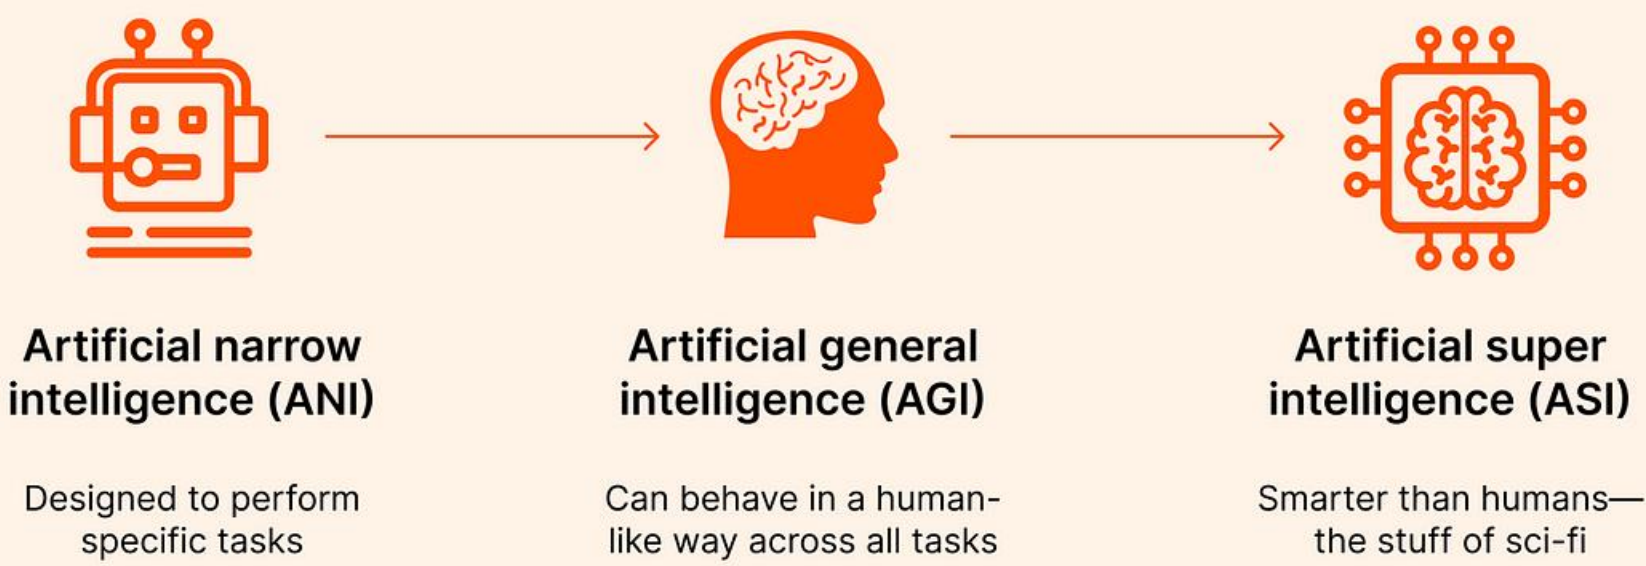 Artificial narrow
intelligence (ANI)
Designed to perform
specific tasks
Artificial general
intelligence (AGI)
Can behave in a human-
like way across all tasks
Artificial super
intelligence (ASI)
Smarter than humans—
the stuff of sci-fi